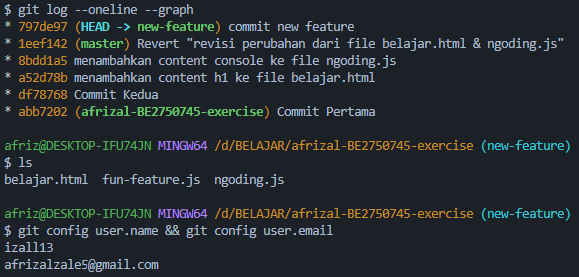 $ git log --oneline --graph
* 797de97 (HEAD -> new-feature) commit new feature
* 1eef142 (master) Revert "revisi perubahan dari file belajar.html & ngoding.js"
* 8bdd1a5 menambahkan content console ke file ngoding.js
* a52d78b menambahkan content h1 ke file belajar.html
* df78768 Commit Kedua
* abb7202 (afrizal-BE2750745-exercise) Commit Pertama
afriz@DESKTOP-IFU74JN MINGW64 /d/BELAJAR/afrizal-BE2750745-exercise (new-feature)
$ ls
belajar.html  fun-feature.js  ngoding.js
afriz@DESKTOP-IFU74JN MINGW64 /d/BELAJAR/afrizal-BE2750745-exercise (new-feature)
$ git config user.name && git config user.email
izall13
afrizalzale5@gmail.com